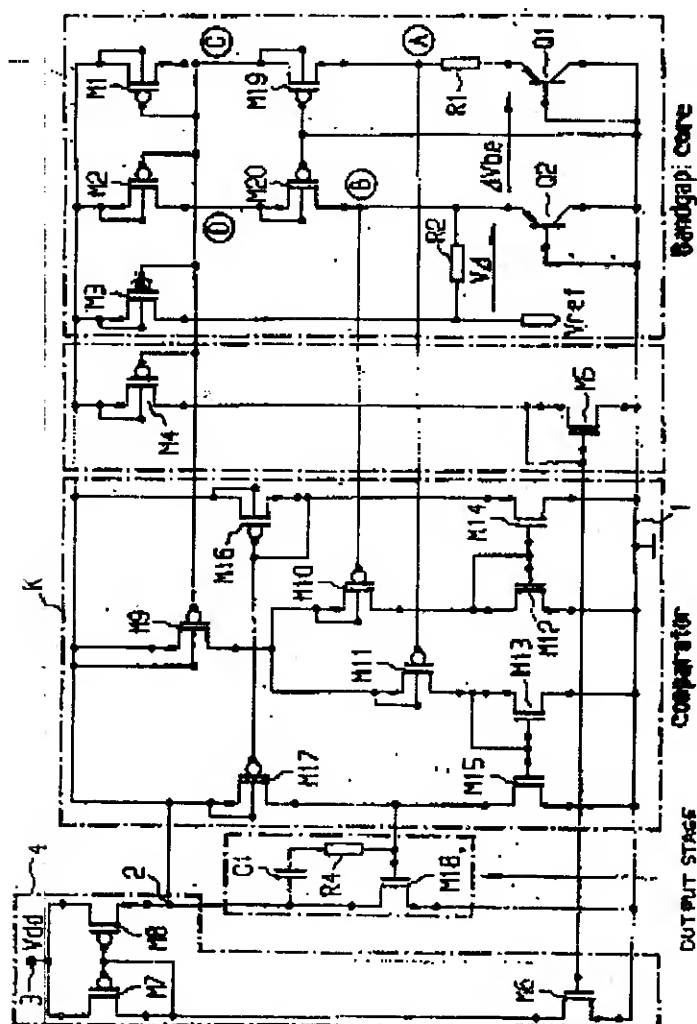 3
Vdd
4
M7
M8
2
C1
R4
M18
M6
OUTPUT STAGE
K
M9
M16
M17
M10
M11
M14
M12
M13
M15
1
Comparator
M4
M5
M1
M2
M3
C
D
M19
M20
A
B
R1
R2
ΔVbe
Vd
Q1
Q2
Vref
Bandgap core